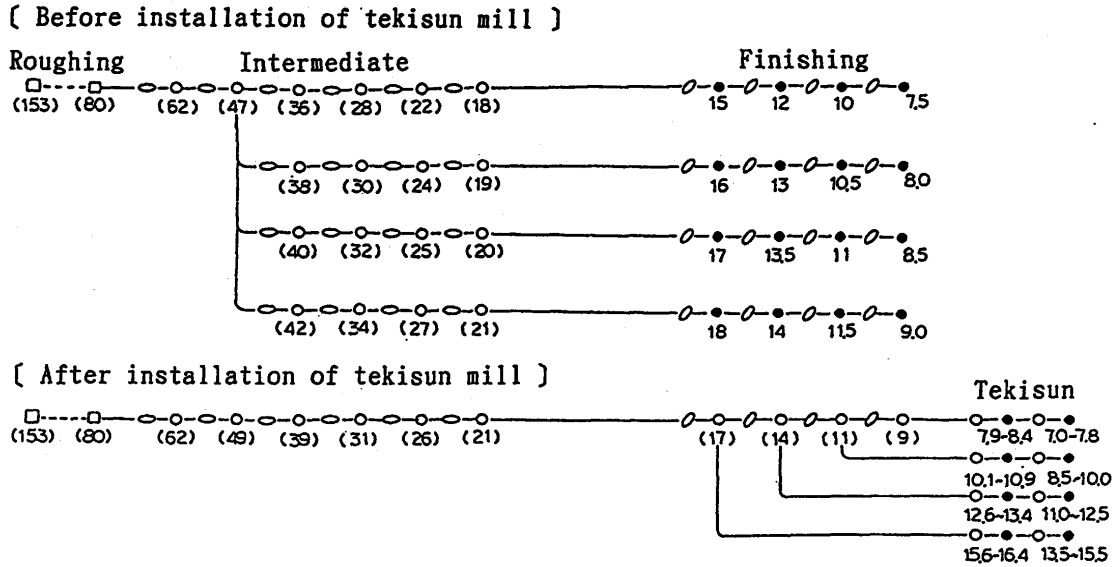 [ Before installation of tekisun mill ]
Roughing Intermediate Finishing
(153) (80) (62) (47) (36) (28) (22) (18) 15 12 10 7.5
(38) (30) (24) (19) 16 13 10.5 8.0
(40) (32) (25) (20) 17 13.5 11 8.5
(42) (34) (27) (21) 18 14 11.5 9.0
[ After installation of tekisun mill ]
Tekisun
(153) (80) (62) (49) (39) (31) (26) (21) (17) (14) (11) (9) 7.9-8.4 7.0-7.8
10.1-10.9 8.5~10.0
12.6~13.4 11.0~12.5
15.6-16.4 13.5~15.5